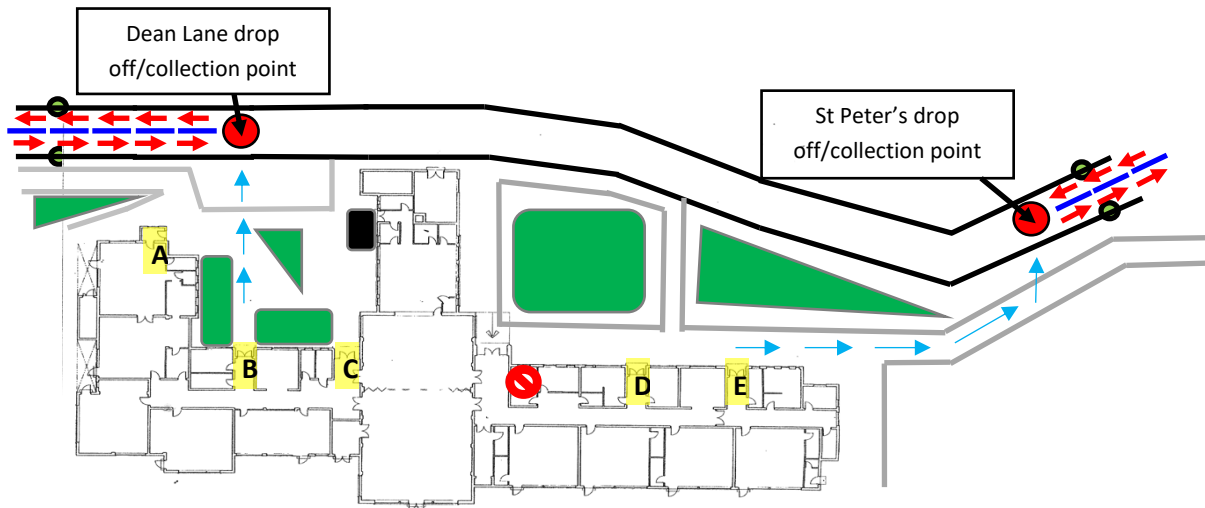 Dean Lane drop
off/collection point
St Peter’s drop
off/collection point
A
B
C
D
E